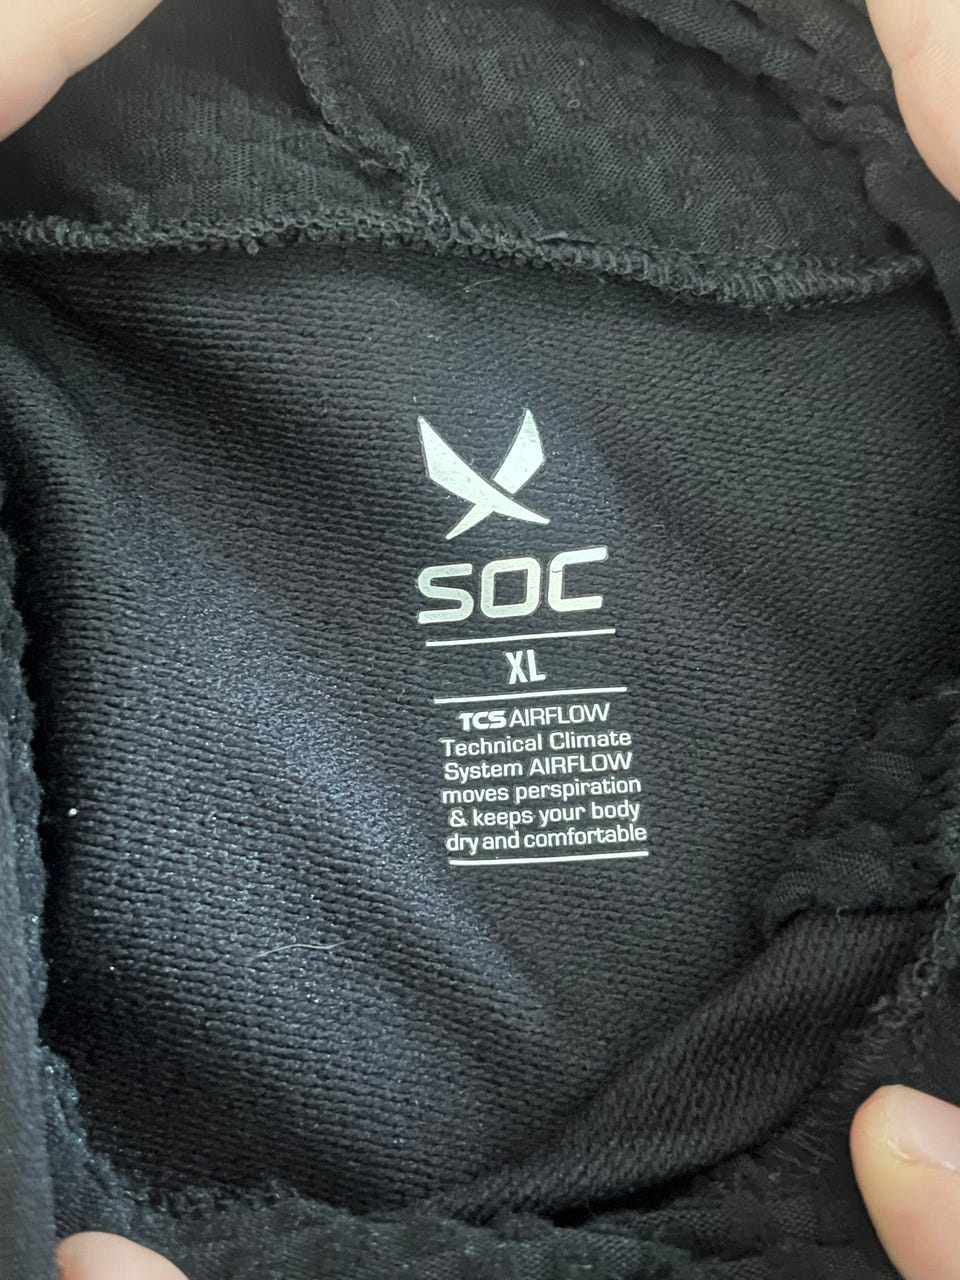 SOC
XL
TCS AIRFLOW
Technical Climate
System AIRFLOW
moves perspiration
& keeps your body
dry and comfortable